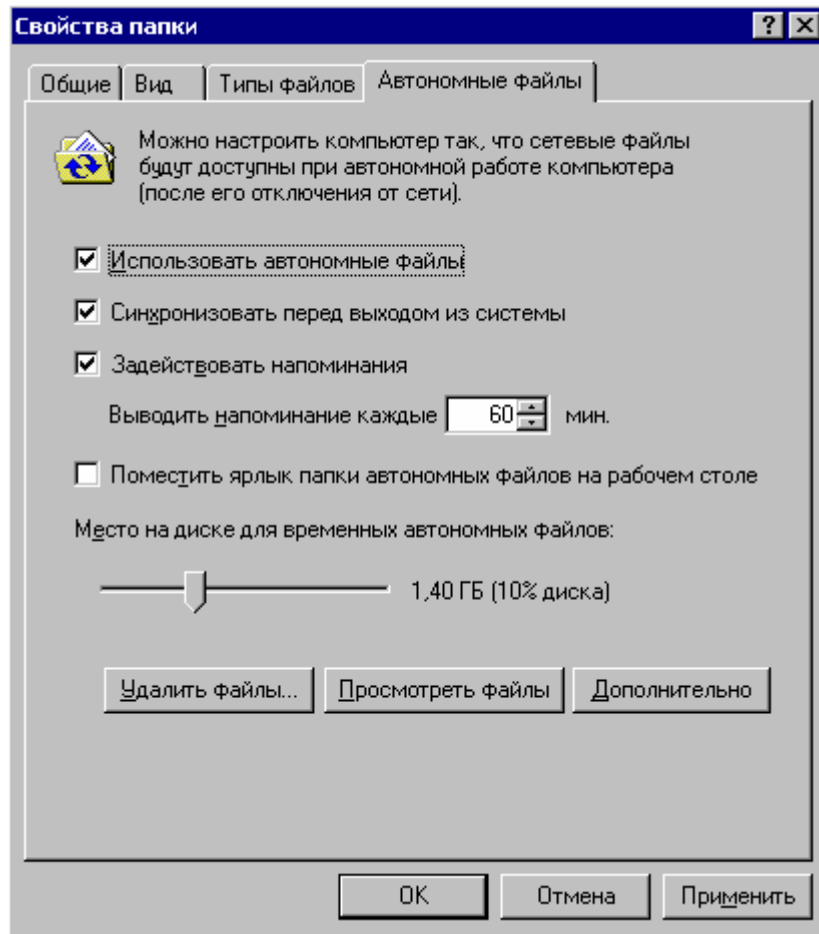 Свойства папки
Общие Вид Типы файлов Автономные файлы
Можно настроить компьютер так, что сетевые файлы
будут доступны при автономной работе компьютера
(после его отключения от сети).
Использовать автономные файлы
Синхронизовать перед выходом из системы
Задействовать напоминания
Выводить напоминание каждые 60 мин.
Поместить ярлык папки автономных файлов на рабочем столе
Место на диске для временных автономных файлов:
1,40 ГБ (10% диска)
Удалить файлы... Просмотреть файлы Дополнительно
OK Отмена Применить